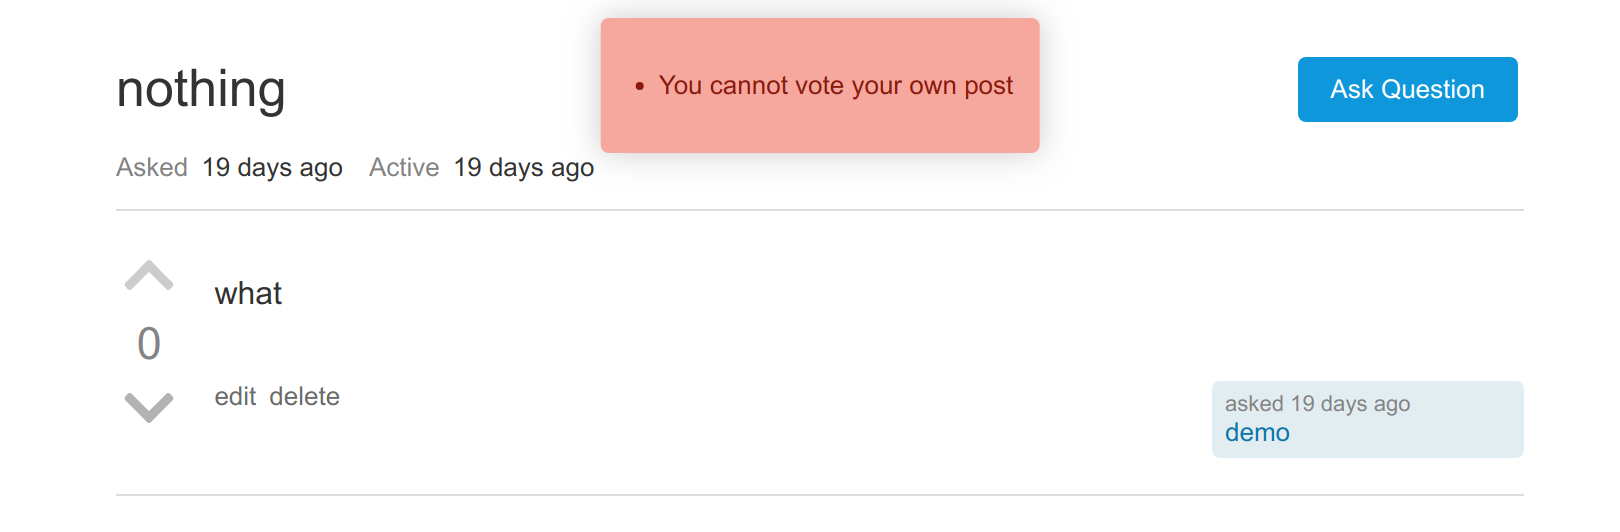 nothing
• You cannot vote your own post
Ask Question
Asked 19 days ago Active 19 days ago
what
0
edit delete
asked 19 days ago
demo